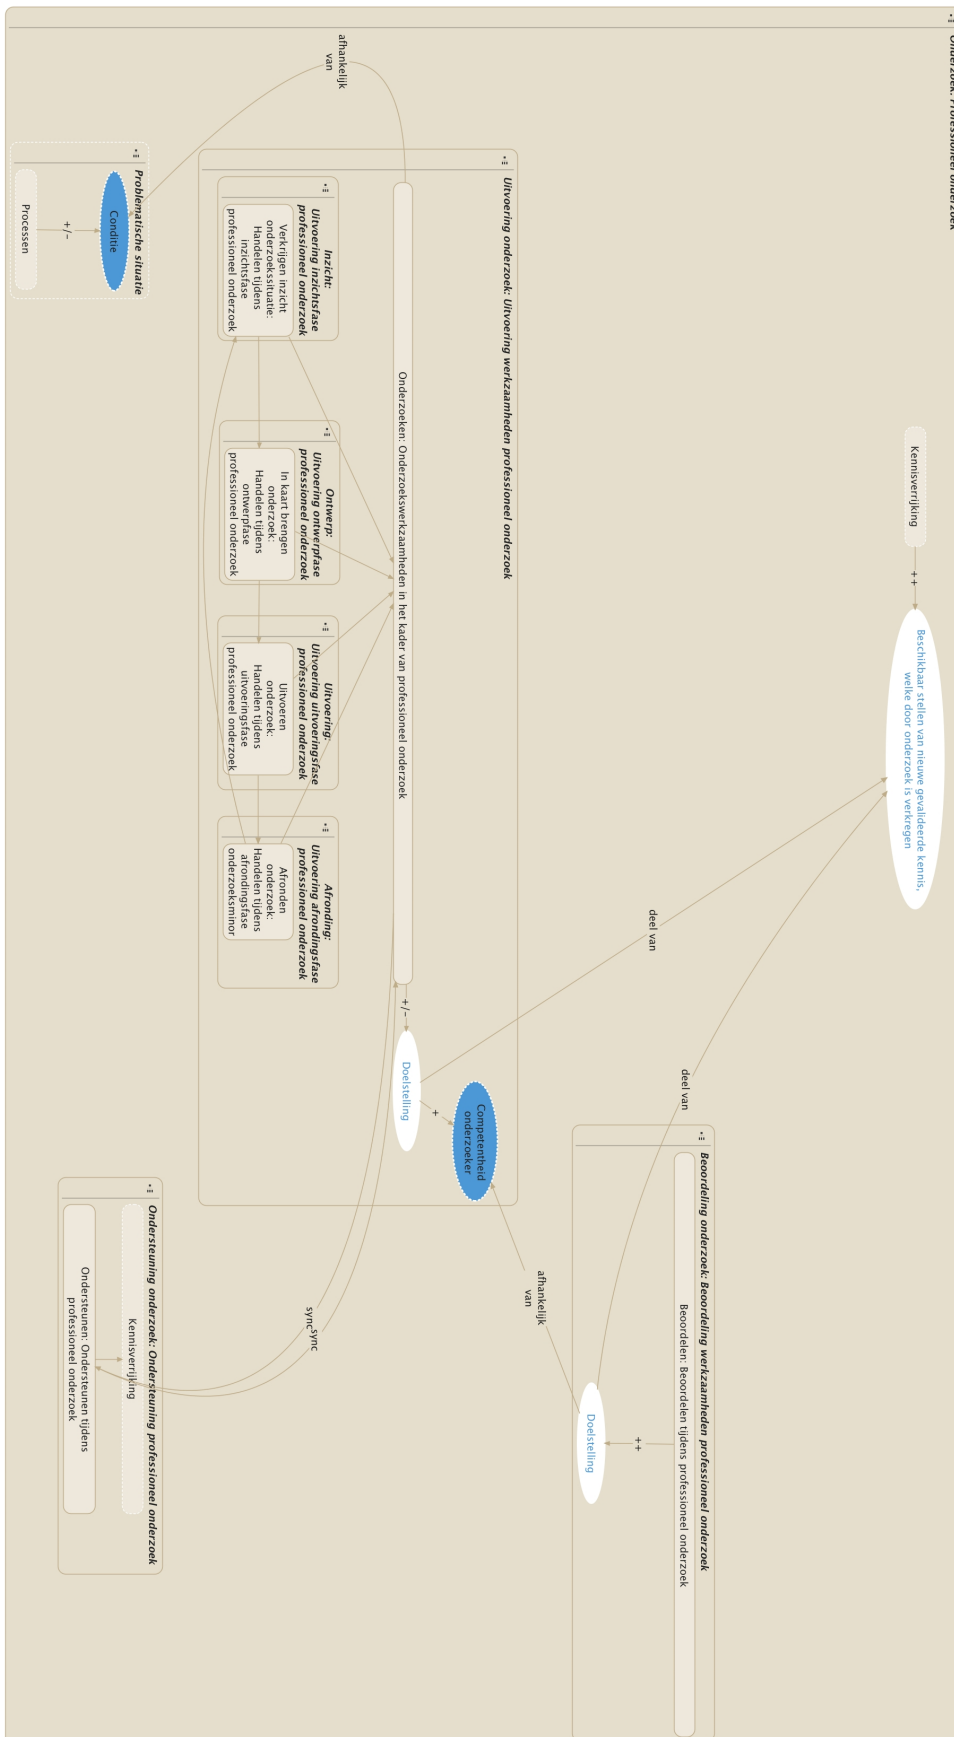 Onderzoek: Professioneel onderzoek
Kennisverrijking
++
Beschikbaar stellen van nieuwe gevalideerde kennis,
welke door onderzoek is verkregen
deel van
deel van
Beoordeling onderzoek: Beoordeling werkzaamheden professioneel onderzoek
Beoordelen: Beoordelen tijdens professioneel onderzoek
++
Doelstelling
afhankelijk
van
Uitvoering onderzoek: Uitvoering werkzaamheden professioneel onderzoek
Competentheid
onderzoeker
+
Doelstelling
+/-
Onderzoeken: Onderzoekswerkzaamheden in het kader van professioneel onderzoek
afhankelijk
van
Inzicht:
Uitvoering inzichtsfase
professioneel onderzoek
Verkrijgen inzicht
onderzoekssituatie:
Handelen tijdens
inzichtsfase
professioneel onderzoek
Ontwerp:
Uitvoering ontwerpfase
professioneel onderzoek
In kaart brengen
onderzoek:
Handelen tijdens
ontwerpfase
professioneel onderzoek
Uitvoering:
Uitvoering uitvoeringsfase
professioneel onderzoek
Uitvoeren
onderzoek:
Handelen tijdens
uitvoeringsfase
professioneel onderzoek
Afronding:
Uitvoering afrondingsfase
professioneel onderzoek
Afronden
onderzoek:
Handelen tijdens
afrondingsfase
onderzoeksminor
sync
sync
Problematische situatie
Conditie
+/-
Processen
Ondersteuning onderzoek: Ondersteuning professioneel onderzoek
Kennisverrijking
Ondersteunen: Ondersteunen tijdens
professioneel onderzoek